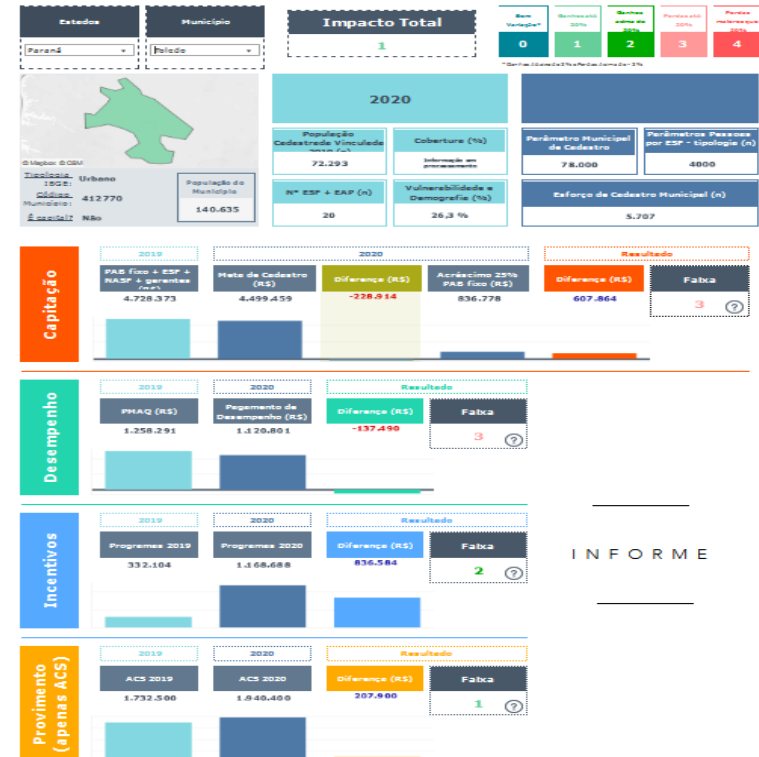 Estados
Município
Paraná
Toledo
Impacto Total
1
Sem Variação*
Ganhos até 20%
Ganhos acima de 20%
Perdas até 20%
Perdas maiores que 20%
0
1
2
3
4
© Mapbox © OSM
Tipologia IBGE:
Urbano
Código Município:
412770
É capital?
Não
População do Município
140.635
2020
População Cadastrada Vinculada
72.293
Cobertura (%)
Informação em processamento
Nº ESF + EAP (n)
20
Vulnerabilidade e Demografia (%)
26,3 %
Parâmetro Municipal de Cadastro
78.000
Parâmetros Pessoas por ESF - tipologia (n)
4000
Esforço de Cadastro Municipal (n)
5.707
Capitação
2019
2020
Resultado
PAB fixo + ESF + NASF + gerentes
Meta de Cadastro (R$)
Diferença (R$)
Acréscimo 25% PAB fixo (R$)
Diferença (R$)
Faixa
4.728.373
4.499.459
-228.914
836.778
607.864
3
?
Desempenho
2019
2020
Resultado
PMAQ (R$)
Pagamento de Desempenho (R$)
Diferença (R$)
Faixa
1.258.291
1.120.801
-137.490
3
?
Incentivos
2019
2020
Resultado
Programas 2019
Programas 2020
Diferença (R$)
Faixa
332.104
1.168.688
836.584
2
?
INFORME
Provimento (apenas ACS)
2019
2020
Resultado
ACS 2019
ACS 2020
Diferença (R$)
Faixa
1.732.500
1.940.400
207.900
1
?